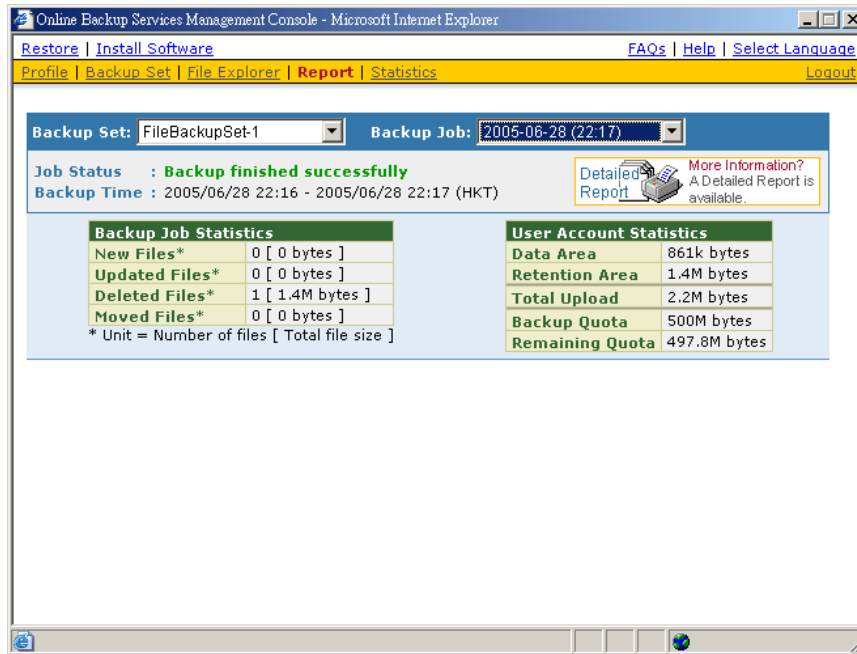 Online Backup Services Management Console - Microsoft Internet Explorer
Restore | Install Software FAQs | Help | Select Language
Profile | Backup Set | File Explorer | Report | Statistics Logout
Backup Set: FileBackupSet-1 Backup Job: 2005-06-28 (22:17)
Job Status : Backup finished successfully
Backup Time : 2005/06/28 22:16 - 2005/06/28 22:17 (HKT)
Detailed Report
More Information?
A Detailed Report is
available.
Backup Job Statistics
New Files* 0 [ 0 bytes ]
Updated Files* 0 [ 0 bytes ]
Deleted Files* 1 [ 1.4M bytes ]
Moved Files* 0 [ 0 bytes ]
* Unit = Number of files [ Total file size ]
User Account Statistics
Data Area 861k bytes
Retention Area 1.4M bytes
Total Upload 2.2M bytes
Backup Quota 500M bytes
Remaining Quota 497.8M bytes